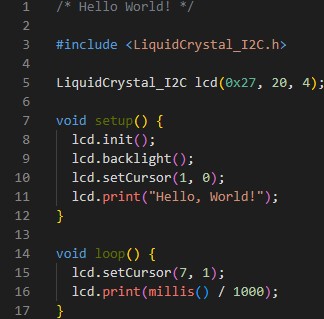 1 /* Hello World! */
2
3 #include <LiquidCrystal_I2C.h>
4
5 LiquidCrystal_I2C lcd(0x27, 20, 4);
6
7 void setup() {
8   lcd.init();
9   lcd.backlight();
10   lcd.setCursor(1, 0);
11   lcd.print("Hello, World!");
12 }
13
14 void loop() {
15   lcd.setCursor(7, 1);
16   lcd.print(millis() / 1000);
17 }